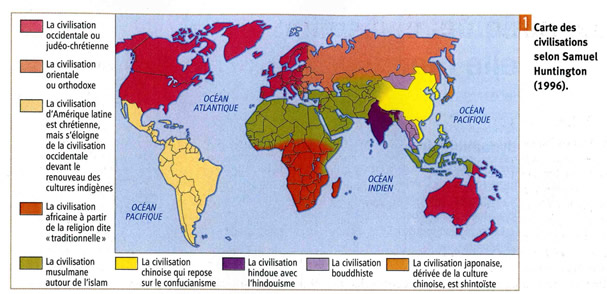 La civilisation
occidentale ou
judéo-chrétienne
La civilisation
orientale
ou orthodoxe
La civilisation
d'Amérique latine
est chrétienne,
mais s'éloigne de
la civilisation
occidentale
devant le
renouveau des
cultures indigènes
La civilisation
africaine à partir
de la religion dite
« traditionnelle »
La civilisation
musulmane
autour de l'islam
La civilisation
chinoise qui repose
sur le confucianisme
La civilisation
hindoue avec
l'hindouisme
La civilisation
bouddhiste
La civilisation japonaise,
dérivée de la culture
chinoise, est shintoïste
OCÉAN
ATLANTIQUE
OCÉAN
PACIFIQUE
OCÉAN
INDIEN
OCÉAN
PACIFIQUE
1 Carte des
civilisations
selon Samuel
Huntington
(1996).